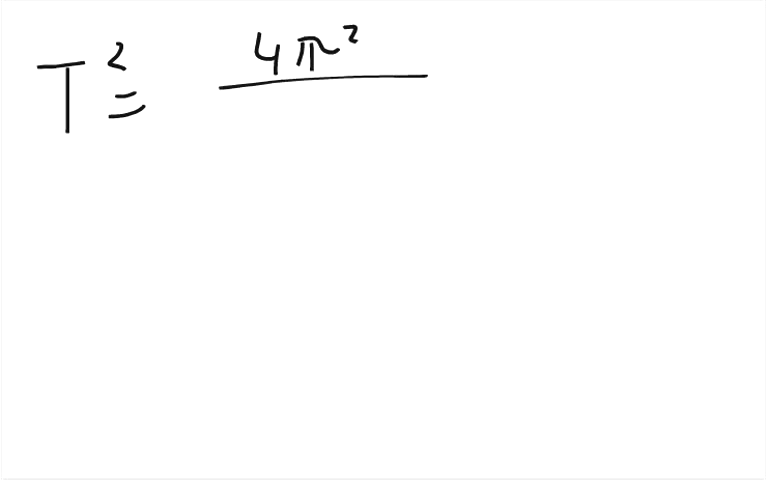 T² = 4π² /